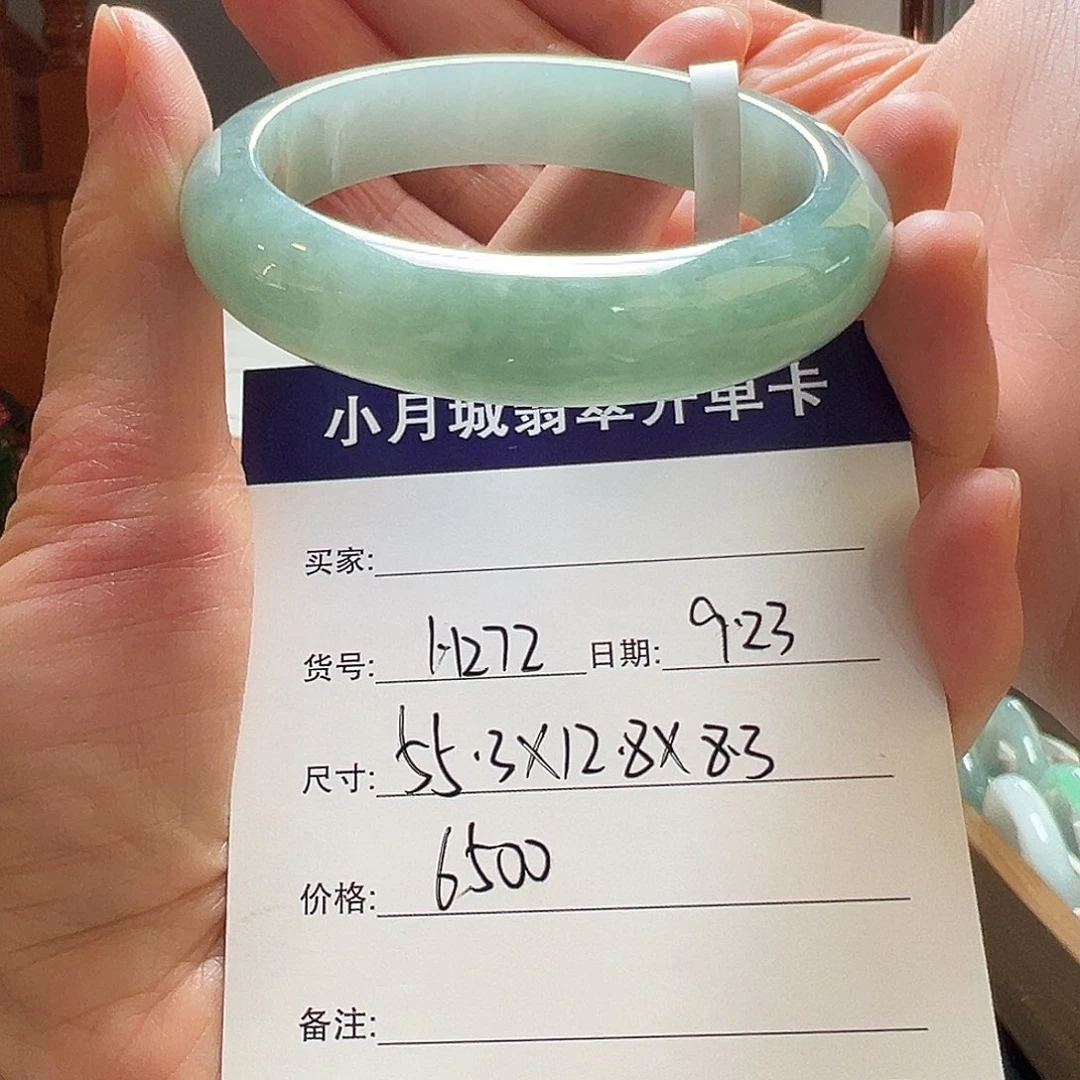 小月城翡翠开单卡
买家:
货号: 1-1272 日期: 9.23
尺寸: 55.3X12.8X8.3
价格: 6500
备注: